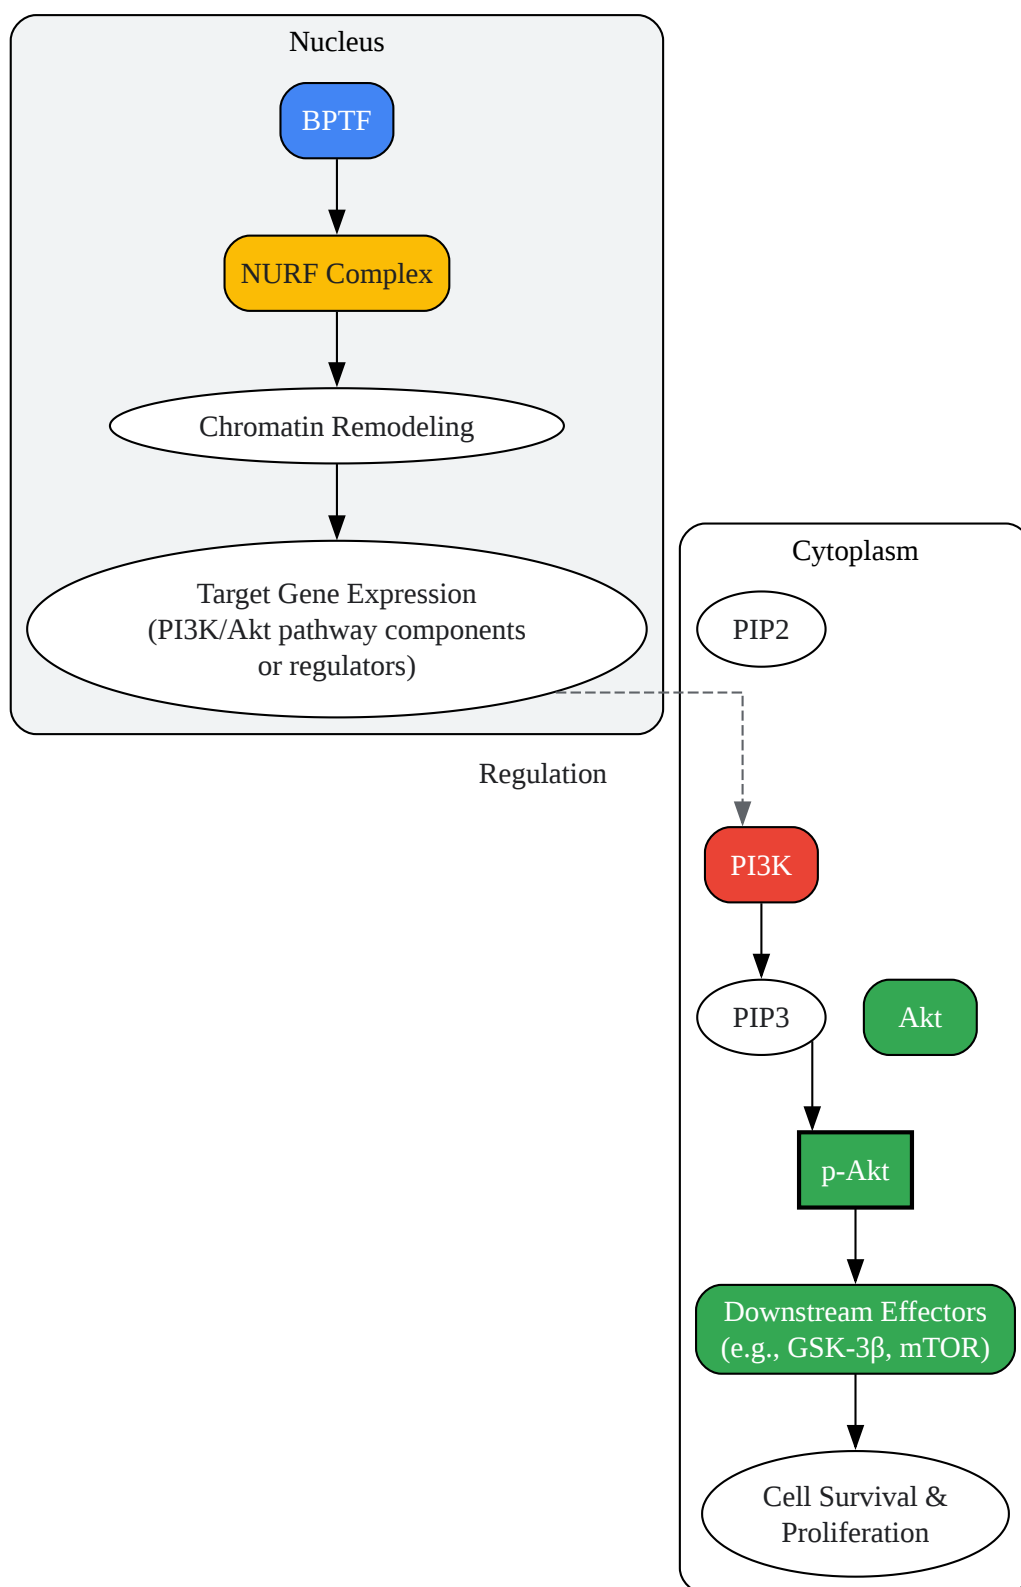 Nucleus
BPTF
NURF Complex
Chromatin Remodeling
Target Gene Expression
(PI3K/Akt pathway components
or regulators)
Regulation
Cytoplasm
PIP2
PI3K
PIP3
Akt
p-Akt
Downstream Effectors
(e.g., GSK-3β, mTOR)
Cell Survival &
Proliferation